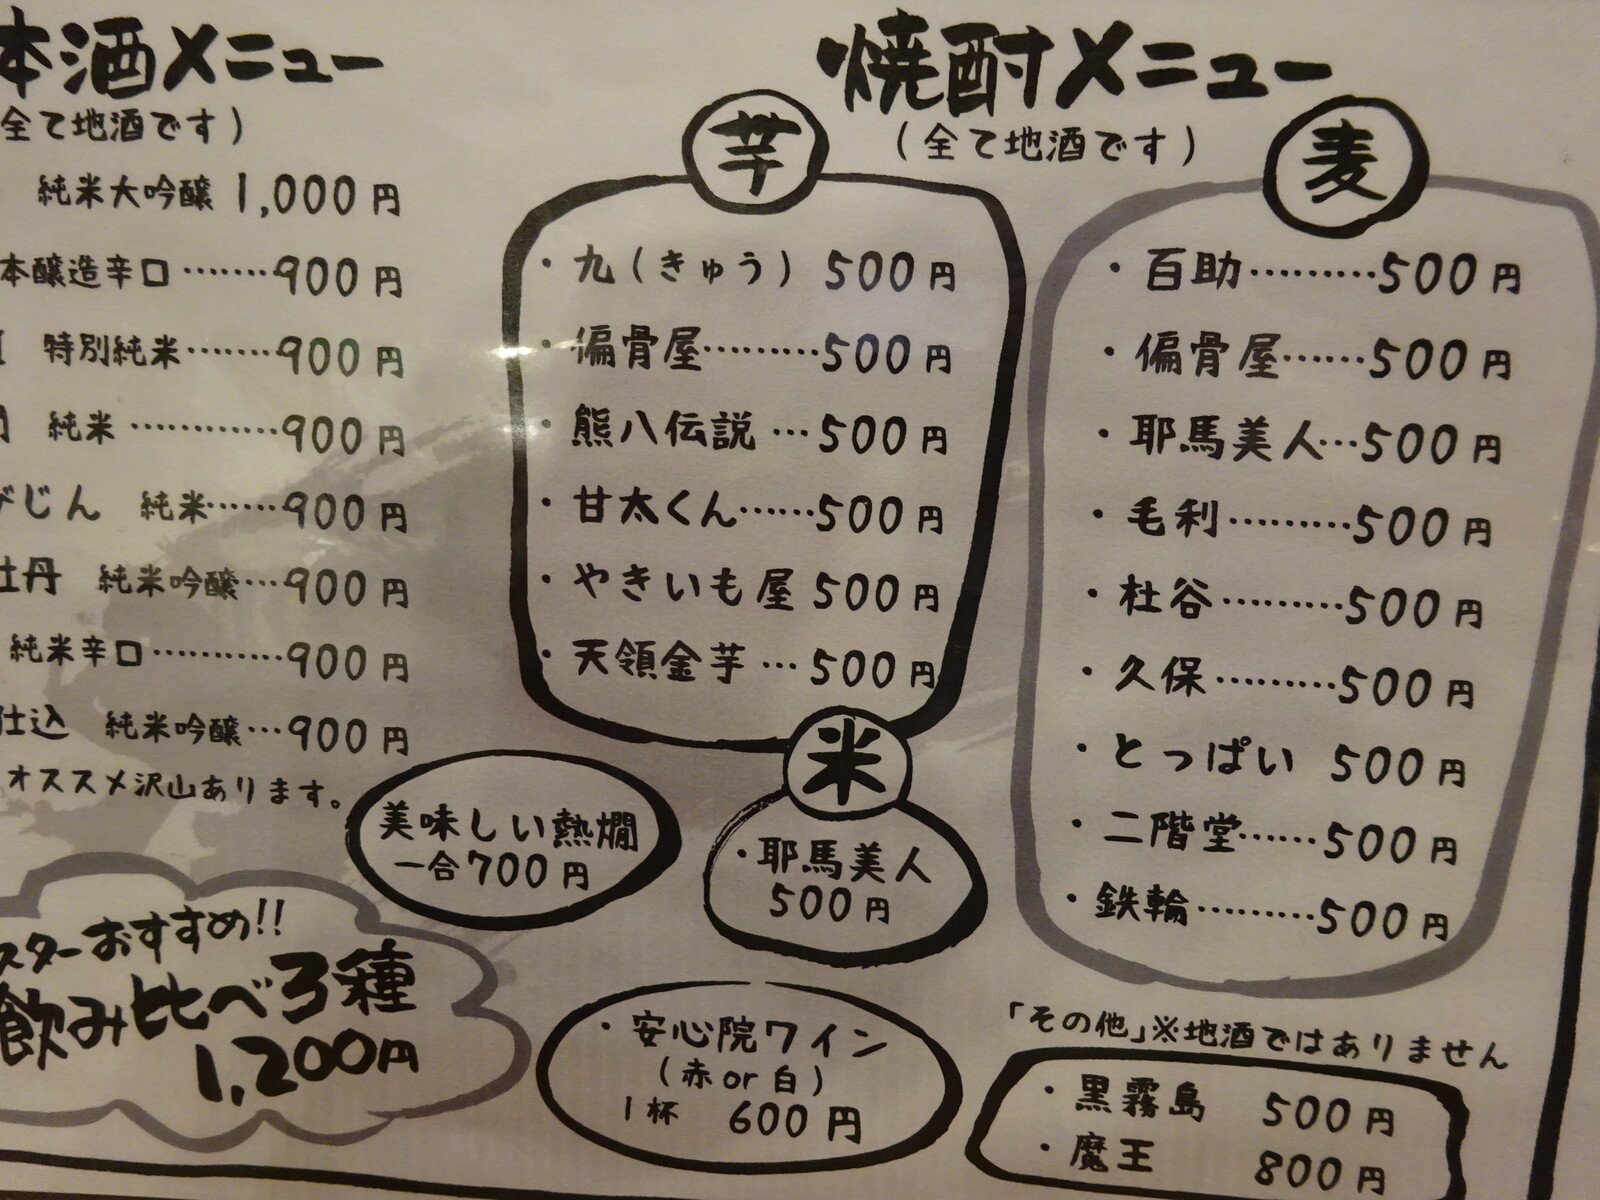 本酒メニュー
全て地酒です)
純米大吟醸 1,000円
本醸造辛口……900円
特別純米……900円
純米…………900円
びじん 純米……900円
牡丹 純米吟醸…900円
純米辛口…………900円
仕込 純米吟醸…900円
オススメ沢山あります。
美味しい熱燗
一合700円
スターおすすめ!!
飲み比べ3種
1,200円
焼酎メニュー
(全て地酒です)
芋
・九(きゅう) 500円
・偏骨屋………500円
・熊八伝説…500円
・甘太くん……500円
・やきいも屋 500円
・天領金芋…500円
米
・耶馬美人
500円
・安心院ワイン
(赤or白)
1杯 600円
麦
・百助………500円
・偏骨屋……500円
・耶馬美人…500円
・毛利………500円
・杜谷………500円
・久保………500円
・とっぱい 500円
・二階堂……500円
・鉄輪………500円
「その他」※地酒ではありません
・黒霧島 500円
・魔王 800円